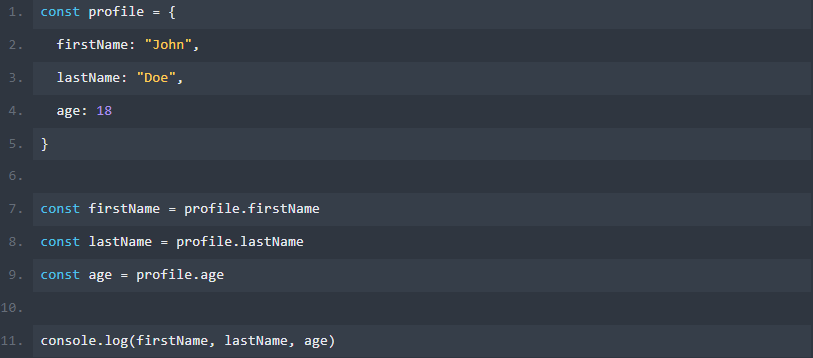 1. const profile = {
2.   firstName: "John",
3.   lastName: "Doe",
4.   age: 18
5. }
6.
7. const firstName = profile.firstName
8. const lastName = profile.lastName
9. const age = profile.age
10.
11. console.log(firstName, lastName, age)